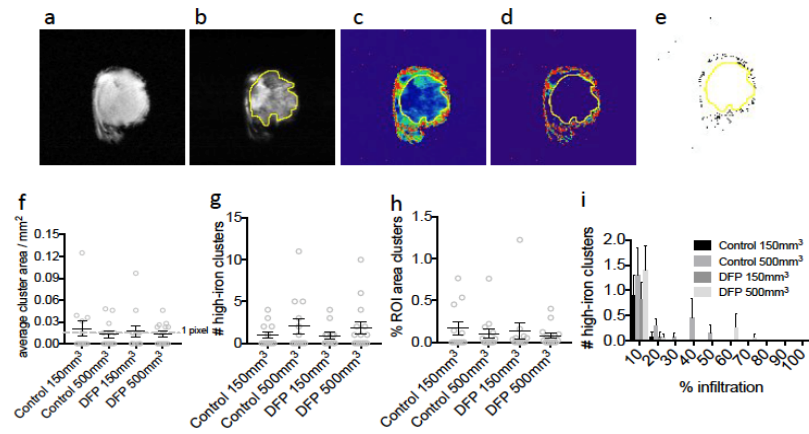 a
b
c
d
e
f
average cluster area / mm²
0.15
0.12
0.09
0.06
0.03
0.00
1 pixel
Control 150mm³
Control 500mm³
DFP 150mm³
DFP 500mm³
g
# high-iron clusters
15
10
5
0
Control 150mm³
Control 500mm³
DFP 150mm³
DFP 500mm³
h
% ROI area clusters
1.5
1.0
0.5
0.0
Control 150mm³
Control 500mm³
DFP 150mm³
DFP 500mm³
i
# high-iron clusters
2.0
1.5
1.0
0.5
0.0
Control 150mm³
Control 500mm³
DFP 150mm³
DFP 500mm³
10 20 30 40 50 60 70 80 90 100
% infiltration